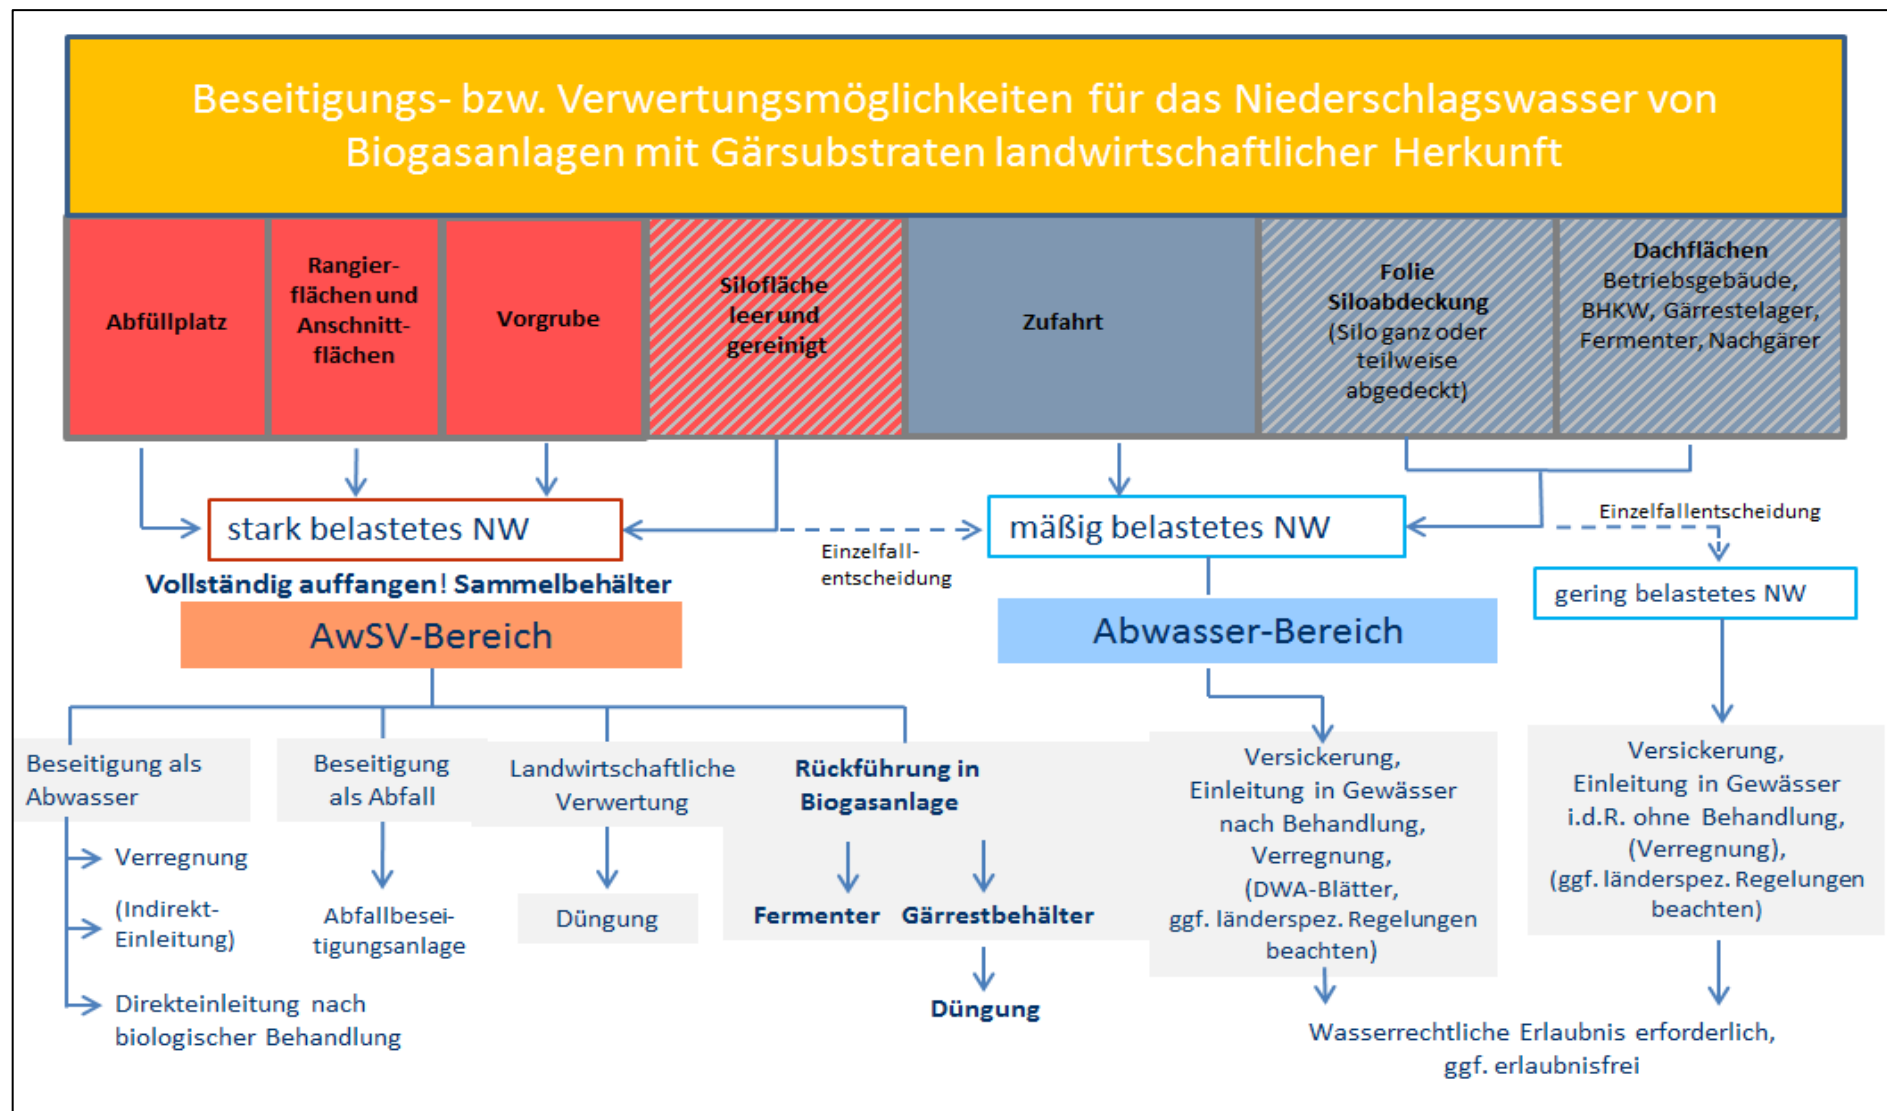 Beseitigungs- bzw. Verwertungsmöglichkeiten für das Niederschlagswasser von
Biogasanlagen mit Gärsubstraten landwirtschaftlicher Herkunft
Abfüllplatz
Rangier-
flächen und
Anschnitt-
flächen
Vorgrube
Silofläche
leer und
gereinigt
Zufahrt
Folie
Siloabdeckung
(Silo ganz oder
teilweise
abgedeckt)
Dachflächen
Betriebsgebäude,
BHKW, Gärrestelager,
Fermenter, Nachgärer
stark belastetes NW
Einzelfall-
entscheidung
mäßig belastetes NW
Einzelfallentscheidung
gering belastetes NW
Vollständig auffangen! Sammelbehälter
AwSV-Bereich
Abwasser-Bereich
Beseitigung als
Abwasser
Verregnung
(Indirekt-
Einleitung)
Direkteinleitung nach
biologischer Behandlung
Beseitigung
als Abfall
Abfallbesei-
tigungsanlage
Landwirtschaftliche
Verwertung
Düngung
Rückführung in
Biogasanlage
Fermenter
Gärrestbehälter
Düngung
Versickerung,
Einleitung in Gewässer
nach Behandlung,
Verregnung,
(DWA-Blätter,
ggf. länderspez. Regelungen
beachten)
Versickerung,
Einleitung in Gewässer
i.d.R. ohne Behandlung,
(Verregnung),
(ggf. länderspez. Regelungen
beachten)
Wasserrechtliche Erlaubnis erforderlich,
ggf. erlaubnisfrei